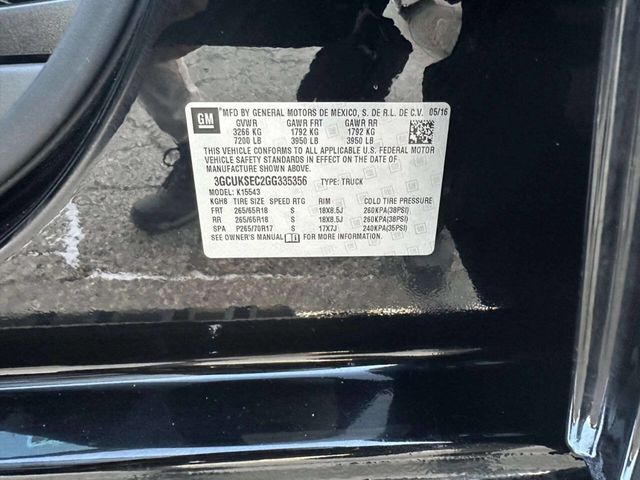 GM
MFD BY GENERAL MOTORS DE MEXICO, S. DE R.L. DE C.V. 05/16
GVWR GAWR FRT GAWR RR
3266 KG 1792 KG 1792 KG
7200 LB 3950 LB 3950 LB
THIS VEHICLE CONFORMS TO ALL APPLICABLE U.S. FEDERAL MOTOR
VEHICLE SAFETY STANDARDS IN EFFECT ON THE DATE OF
MANUFACTURE SHOWN ABOVE.
3GCUKSEC2GG335356 TYPE: TRUCK
MODEL: K15543
KGH8 TIRE SIZE SPEED RTG RIM COLD TIRE PRESSURE
FRT 265/65R18 S 18X8.5J 260KPA(38PSI)
RR 265/65R18 S 18X8.5J 260KPA(38PSI)
SPA P265/70R17 S 17X7J 240KPA(35PSI)
SEE OWNER'S MANUAL FOR MORE INFORMATION.